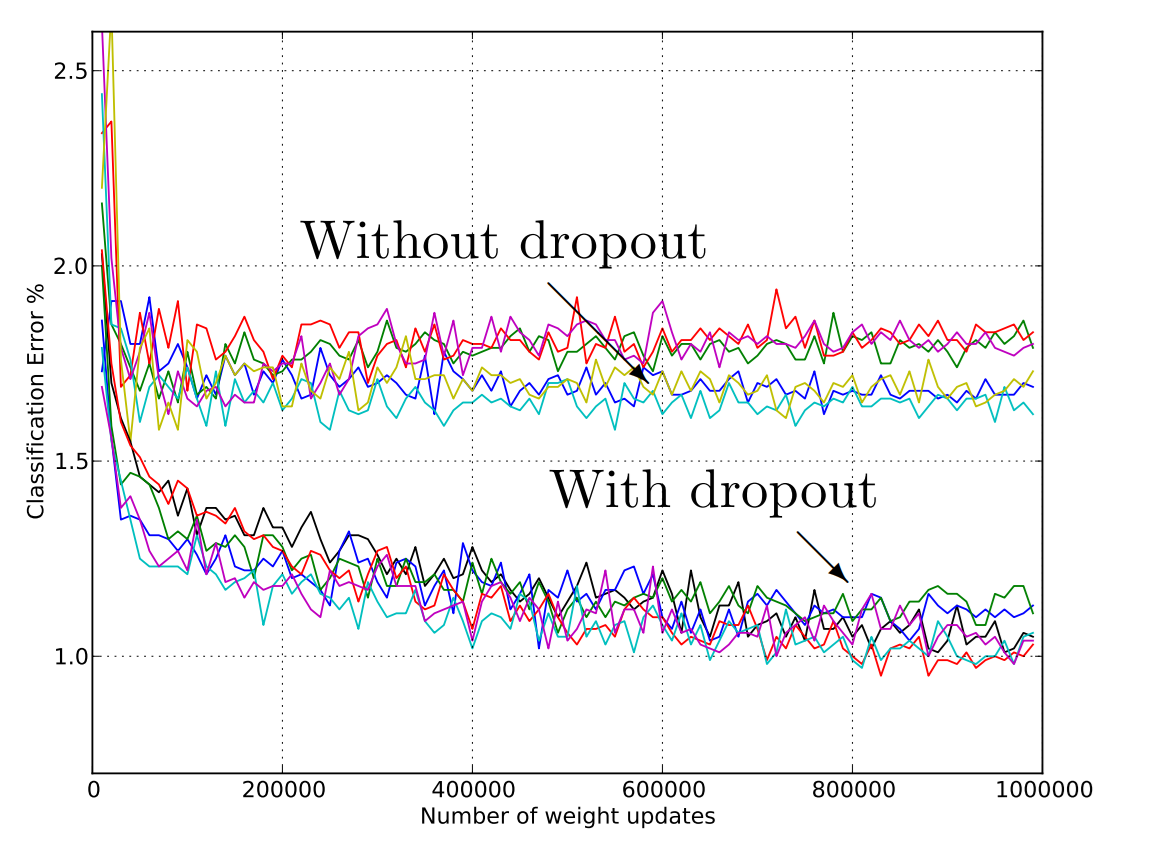 2.5
2.0
Without dropout
1.5
With dropout
1.0
Classification Error %
0 200000 400000 600000 800000 1000000
Number of weight updates